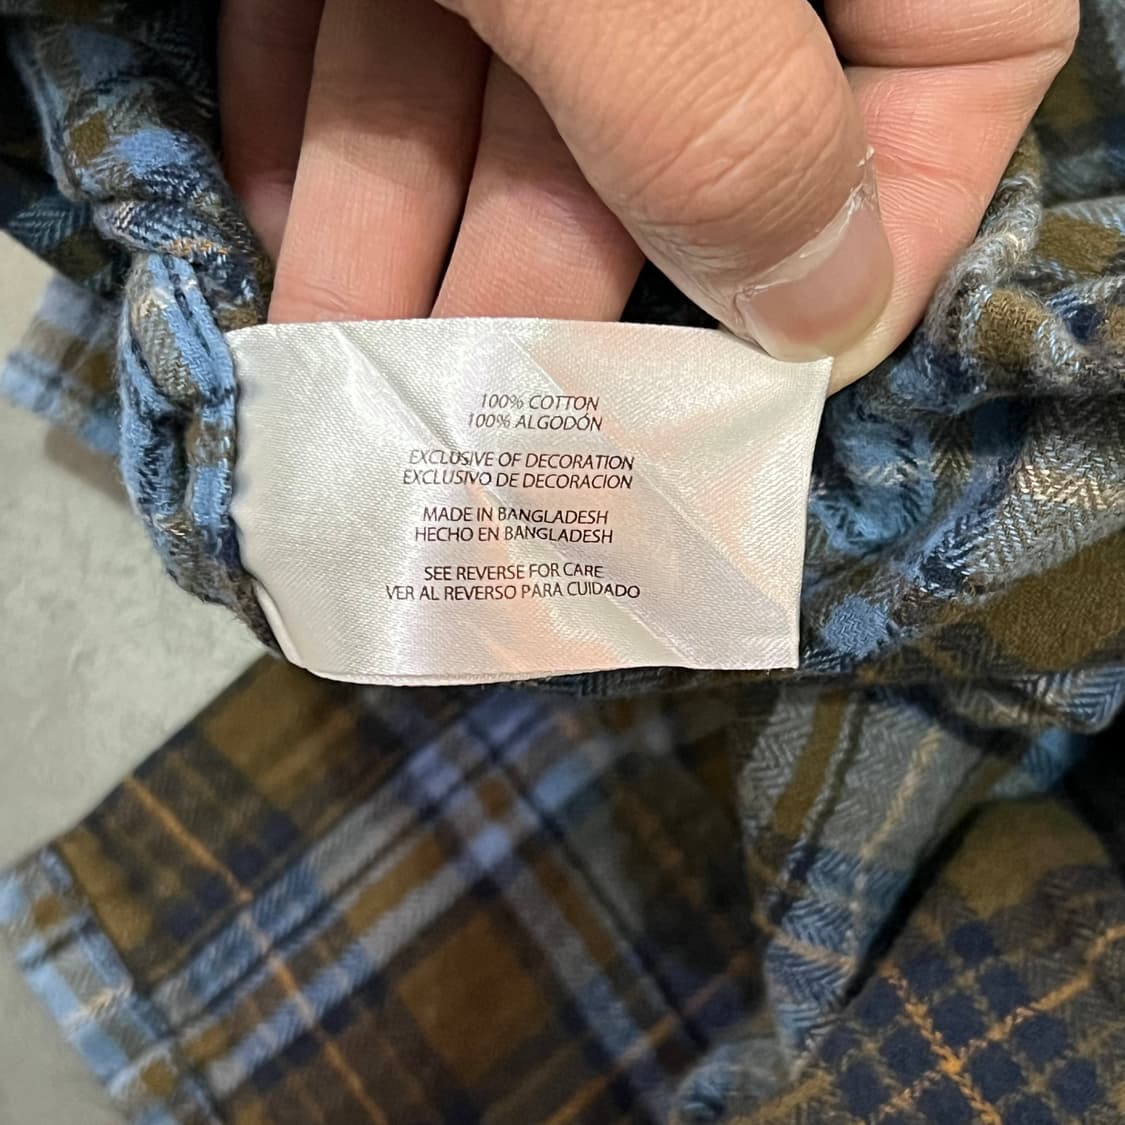 100% COTTON
100% ALGODÓN
EXCLUSIVE OF DECORATION
EXCLUSIVO DE DECORACION
MADE IN BANGLADESH
HECHO EN BANGLADESH
SEE REVERSE FOR CARE
VER AL REVERSO PARA CUIDADO